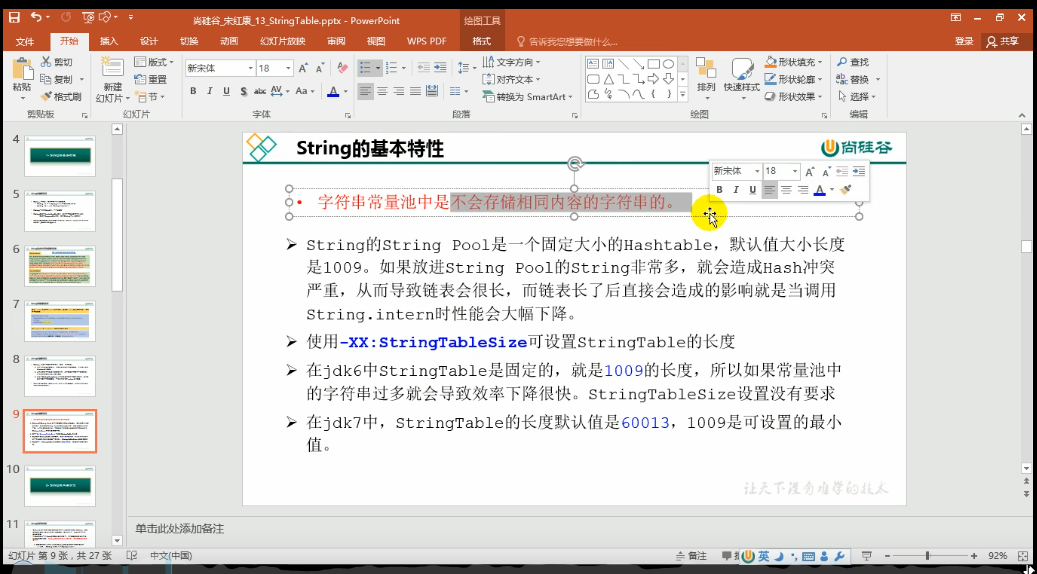 尚硅谷_宋红康_13_StringTable.pptx - PowerPoint
绘图工具
文件 开始 插入 设计 切换 动画 幻灯片放映 审阅 视图 WPS PDF 格式 告诉我您想要做什么... 登录 共享
粘贴 剪切 复制 格式刷 剪贴板
新建幻灯片 版式 重置 节 幻灯片
新宋体 18 字体
B I U S abc AV Aa A
文字方向 对齐文本 转换为 SmartArt 段落
排列 快速样式 形状填充 形状轮廓 形状效果 绘图
查找 替换 选择 编辑
4
5
6
7
8
9
10
11
String的基本特性
尚硅谷
新宋体 18
B I U A
• 字符串常量池中是不会存储相同内容的字符串的。
String的String Pool是一个固定大小的Hashtable，默认值大小长度
是1009。如果放进String Pool的String非常多，就会造成Hash冲突
严重，从而导致链表会很长，而链表长了后直接会造成的影响就是当调用
String.intern时性能会大幅下降。
使用-XX:StringTableSize可设置StringTable的长度
在jdk6中StringTable是固定的，就是1009的长度，所以如果常量池中
的字符串过多就会导致效率下降很快。StringTableSize设置没有要求
在jdk7中，StringTable的长度默认值是60013，1009是可设置的最小
值。
让天下没有难学的技术
单击此处添加备注
幻灯片 第 9 张，共 27 张 中文(中国) 备注 英 92%